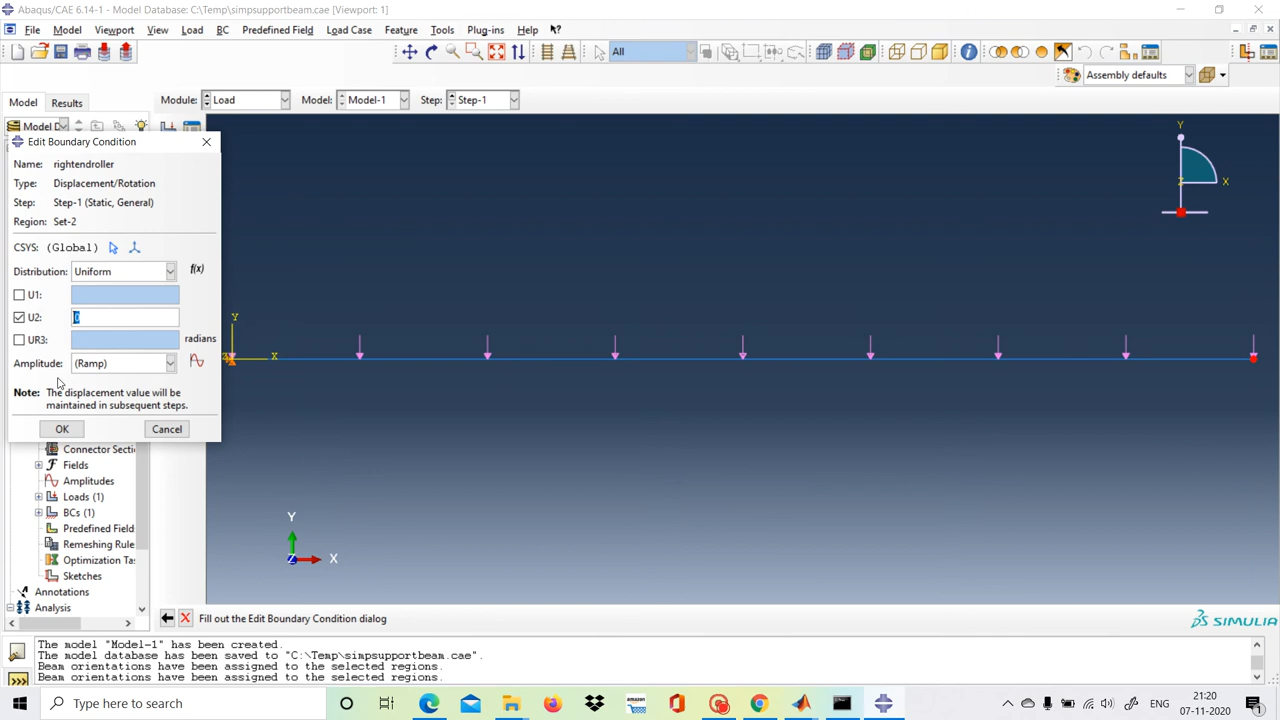 Abaqus/CAE 6.14-1 - Model Database: C:\Temp\simpsupportbeam.cae [Viewport: 1]
File Model Viewport View Load BC Predefined Field Load Case Feature Tools Plug-ins Help
All
Assembly defaults
Model Results Module: Load Model: Model-1 Step: Step-1
Model D
Edit Boundary Condition
Name: rightendroller
Type: Displacement/Rotation
Step: Step-1 (Static, General)
Region: Set-2
CSYS: (Global)
Distribution: Uniform f(x)
U1:
U2: 0
UR3: radians
Amplitude: (Ramp)
Note: The displacement value will be
maintained in subsequent steps.
OK Cancel
Y
Z X
Y
X
Connector Secti
Fields
Amplitudes
Loads (1)
BCs (1)
Predefined Field
Remeshing Rule
Optimization Tas
Sketches
Annotations
Analysis
Y
Z X
Fill out the Edit Boundary Condition dialog
SIMULIA
The model "Model-1" has been created.
The model database has been saved to "C:\Temp\simpsupportbeam.cae".
Beam orientations have been assigned to the selected regions.
Beam orientations have been assigned to the selected regions.
>>>
Type here to search
amazon
ENG
21:20
07-11-2020
1